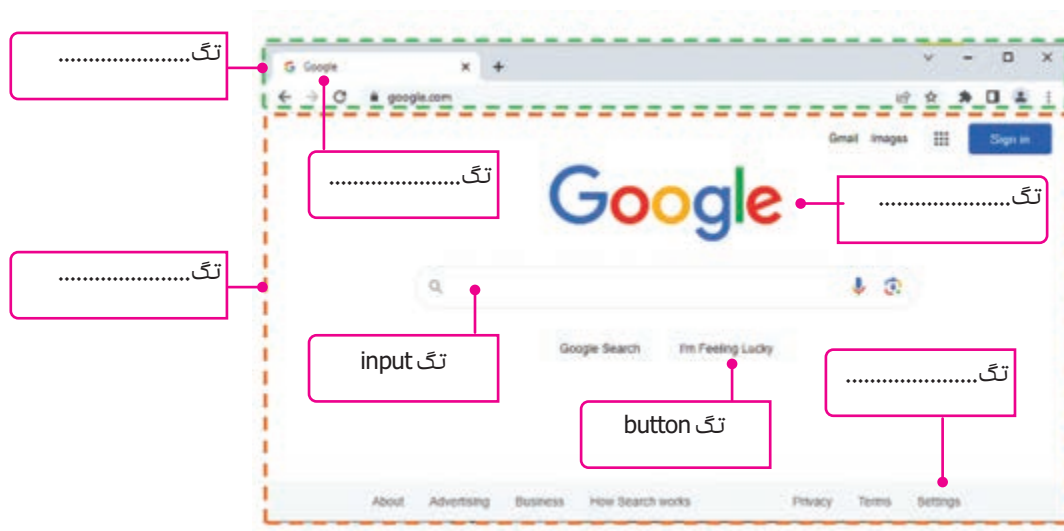 تگ......................
Google
google.com
Gmail Images Sign in
تگ......................
Google
تگ......................
تگ......................
تگ input
Google Search I'm Feeling Lucky
تگ button
تگ......................
About Advertising Business How Search works Privacy Terms Settings